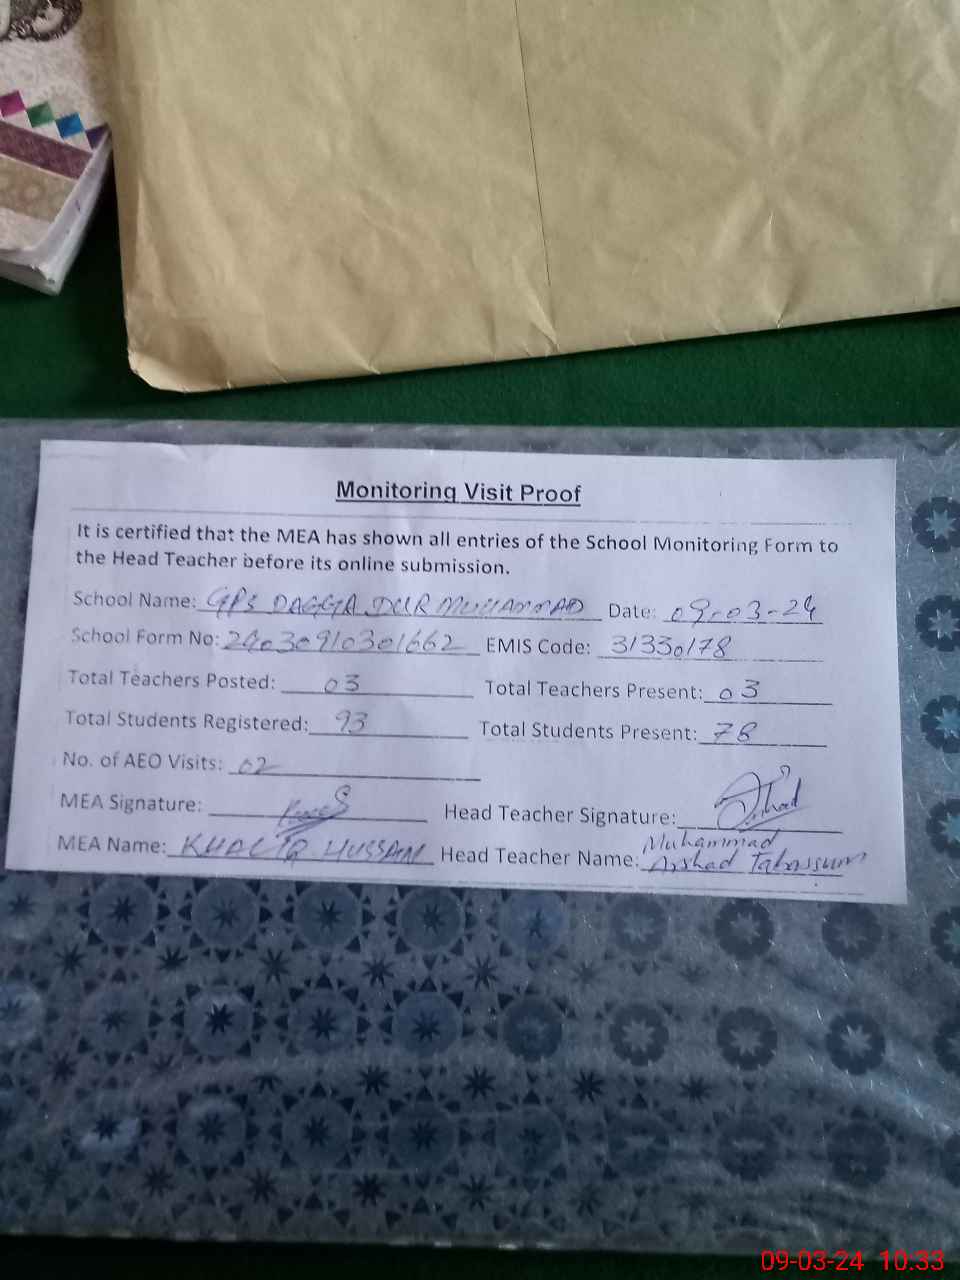 Monitoring Visit Proof
It is certified that the MEA has shown all entries of the School Monitoring Form to
the Head Teacher before its online submission.
School Name: GPS DAGGA DUR MUHAMMAD Date: 09-03-24
School Form No: 24030910301662 EMIS Code: 31330178
Total Teachers Posted: 03 Total Teachers Present: 03
Total Students Registered: 93 Total Students Present: 78
No. of AEO Visits: 02
MEA Signature: Head Teacher Signature: Arshad
MEA Name: KHALIQ HUSSAIN Head Teacher Name: Muhammad Arshad Tabassum
09-03-24 10:33